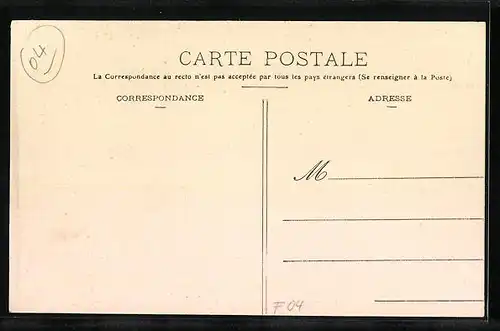 04
CARTE POSTALE
La Correspondance au recto n'est pas acceptée par tous les pays étrangers (Se renseigner à la Poste)
CORRESPONDANCE
ADRESSE
M
F 04